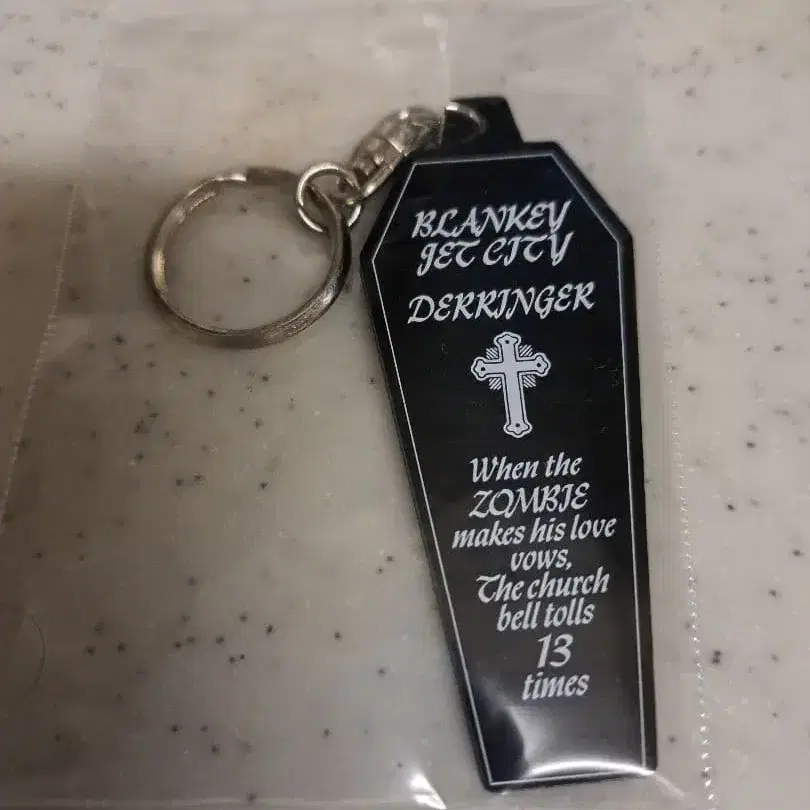 BLANKEY
JET CITY
DERRINGER
When the
ZOMBIE
makes his love
vows,
The church
bell tolls
13
times